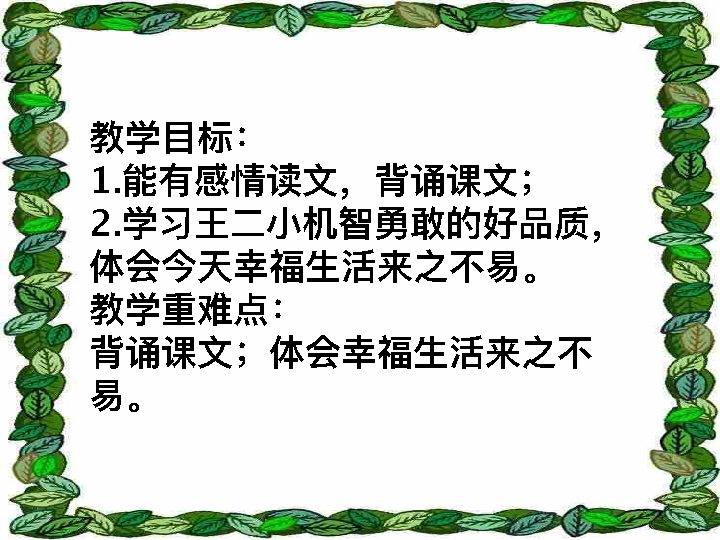 教学目标：
1.能有感情读文，背诵课文；
2.学习王二小机智勇敢的好品质，
体会今天幸福生活来之不易。
教学重难点：
背诵课文；体会幸福生活来之不
易。